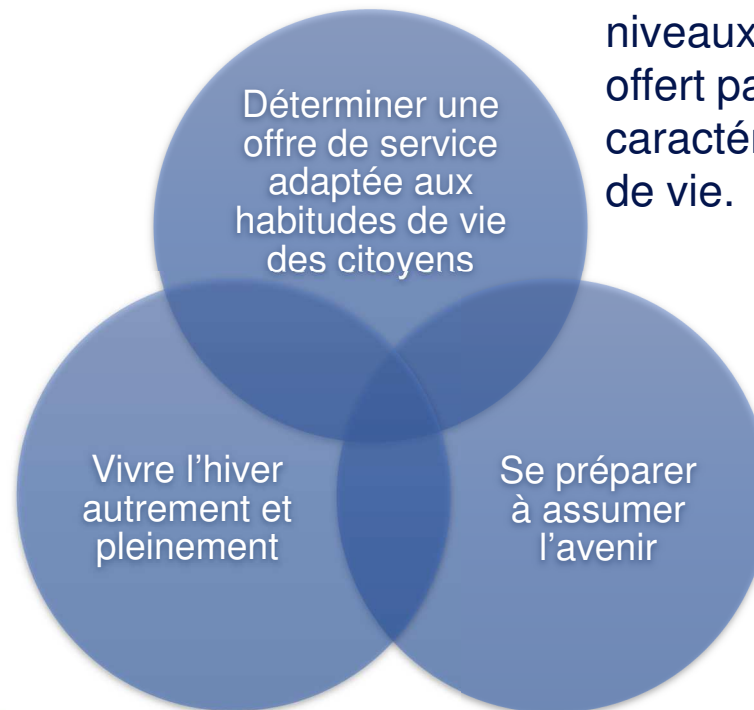 Déterminer une
offre de service
adaptée aux
habitudes de vie
des citoyens
niveaux
offert pa
caractér
de vie.
Vivre l’hiver
autrement et
pleinement
Se préparer
à assumer
l’avenir